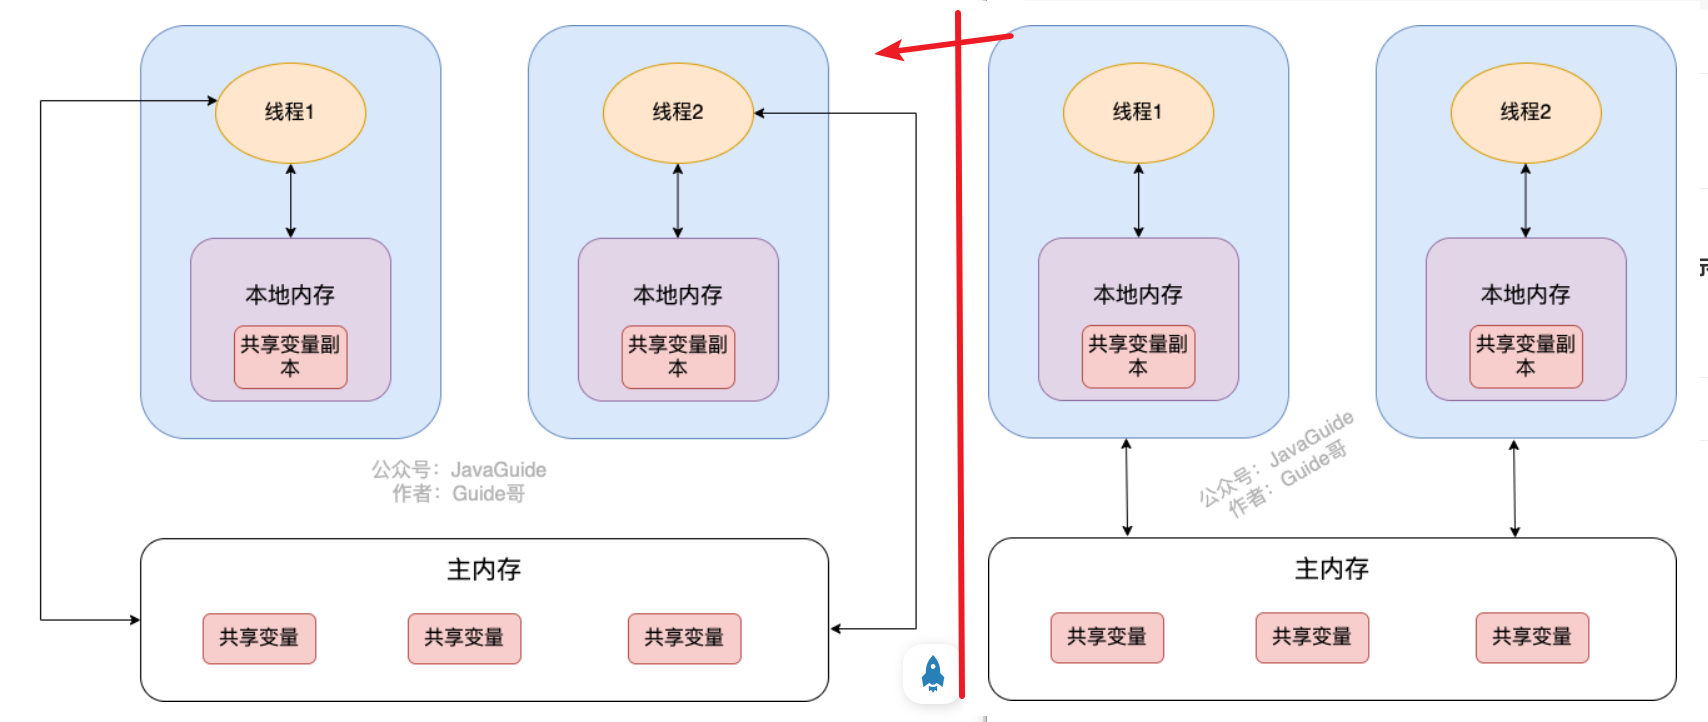 线程1
线程2
本地内存
共享变量副
本
本地内存
共享变量副
本
公众号：JavaGuide
作者：Guide哥
主内存
共享变量
共享变量
共享变量
线程1
线程2
本地内存
共享变量副
本
本地内存
共享变量副
本
公众号：JavaGuide
作者：Guide哥
主内存
共享变量
共享变量
共享变量